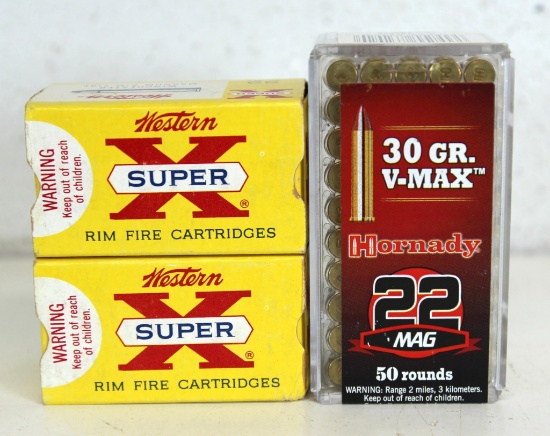 Western
X
SUPER
®
RIM FIRE CARTRIDGES
WARNING
Keep out of reach
of children.
Western
X
SUPER
®
RIM FIRE CARTRIDGES
WARNING
Keep out of reach
of children.
30 GR.
V-MAX™
Hornady
22
MAG
50 rounds
WARNING: Range 2 miles, 3 kilometers.
Keep out of reach of children.